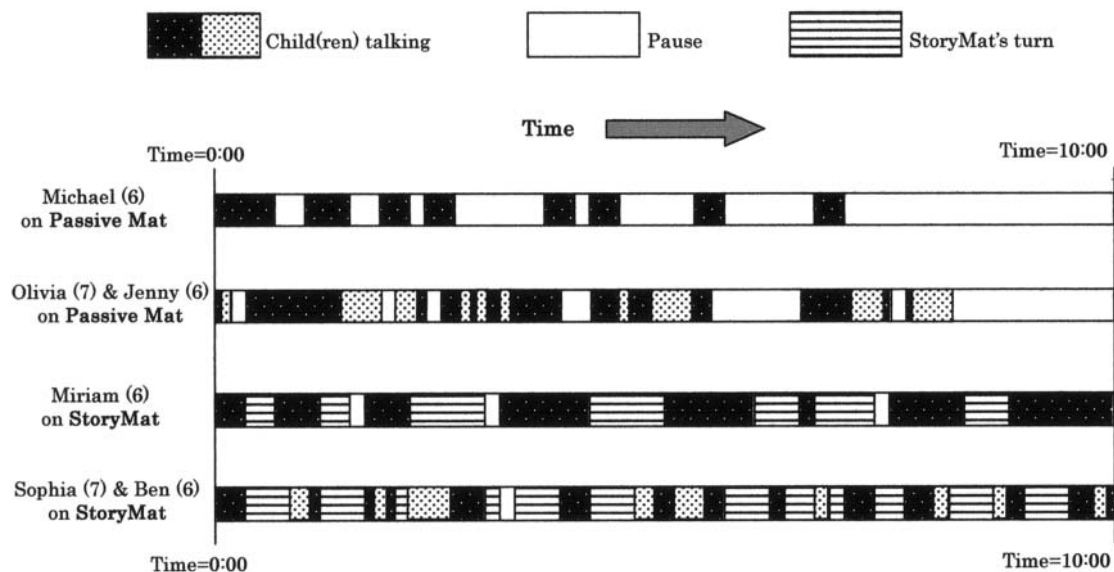 Child(ren) talking
Pause
StoryMat's turn
Time
Time=0:00
Time=10:00
Michael (6)
on Passive Mat
Olivia (7) & Jenny (6)
on Passive Mat
Miriam (6)
on StoryMat
Sophia (7) & Ben (6)
on StoryMat
Time=0:00
Time=10:00